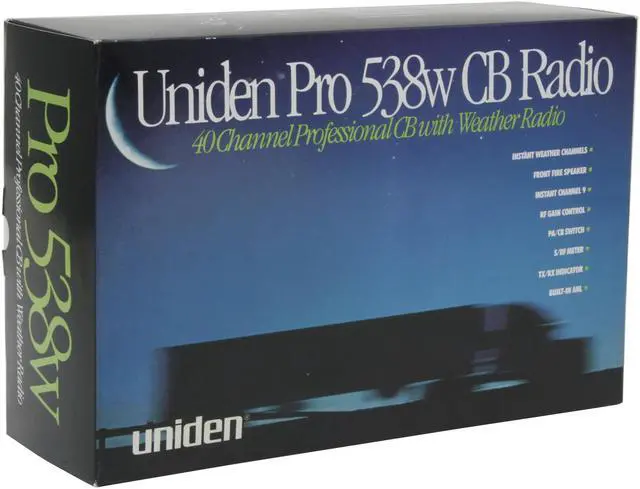 Uniden Pro 538w CB Radio
40 Channel Professional CB with Weather Radio
INSTANT WEATHER CHANNELS
FRONT FIRE SPEAKER
INSTANT CHANNEL 9
RF GAIN CONTROL
PA/CB SWITCH
S/RF METER
TX/RX INDICATOR
BUILT-IN ANL
uniden
Pro 538w
40 Channel Professional CB with Weather Radio